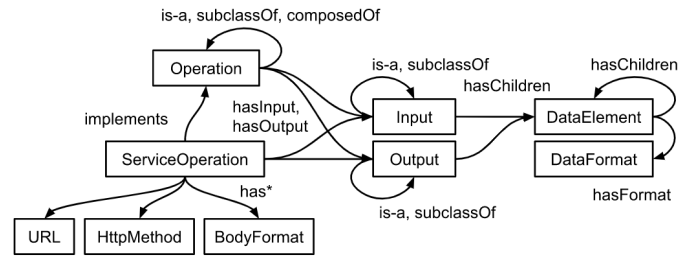 is-a, subclassOf, composedOf
Operation
is-a, subclassOf
hasChildren
hasChildren
implements
hasInput,
hasOutput
Input
DataElement
ServiceOperation
Output
DataFormat
has*
is-a, subclassOf
hasFormat
URL
HttpMethod
BodyFormat